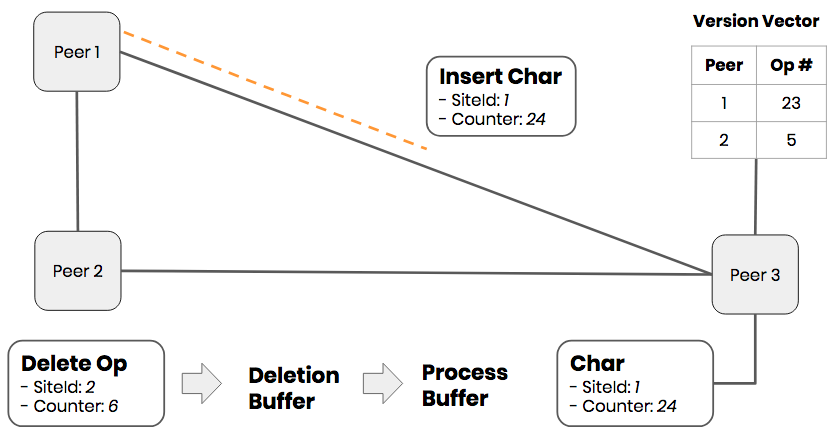 Version Vector
Peer 1
Insert Char
- SiteId: 1
- Counter: 24
Peer Op #
1 23
2 5
Peer 2
Peer 3
Delete Op
- SiteId: 2
- Counter: 6
Deletion
Buffer
Process
Buffer
Char
- SiteId: 1
- Counter: 24